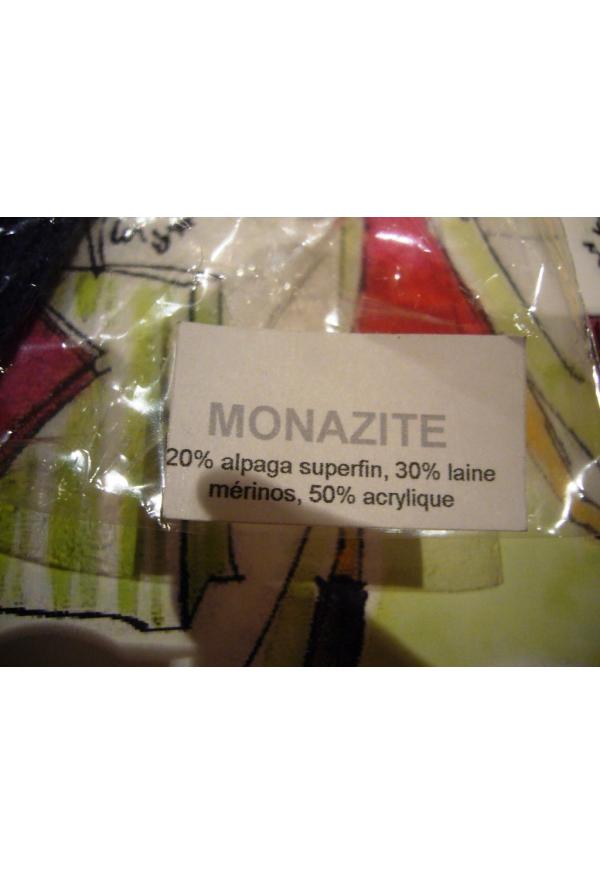 MONAZITE
20% alpaga superfin, 30% laine
mérinos, 50% acrylique